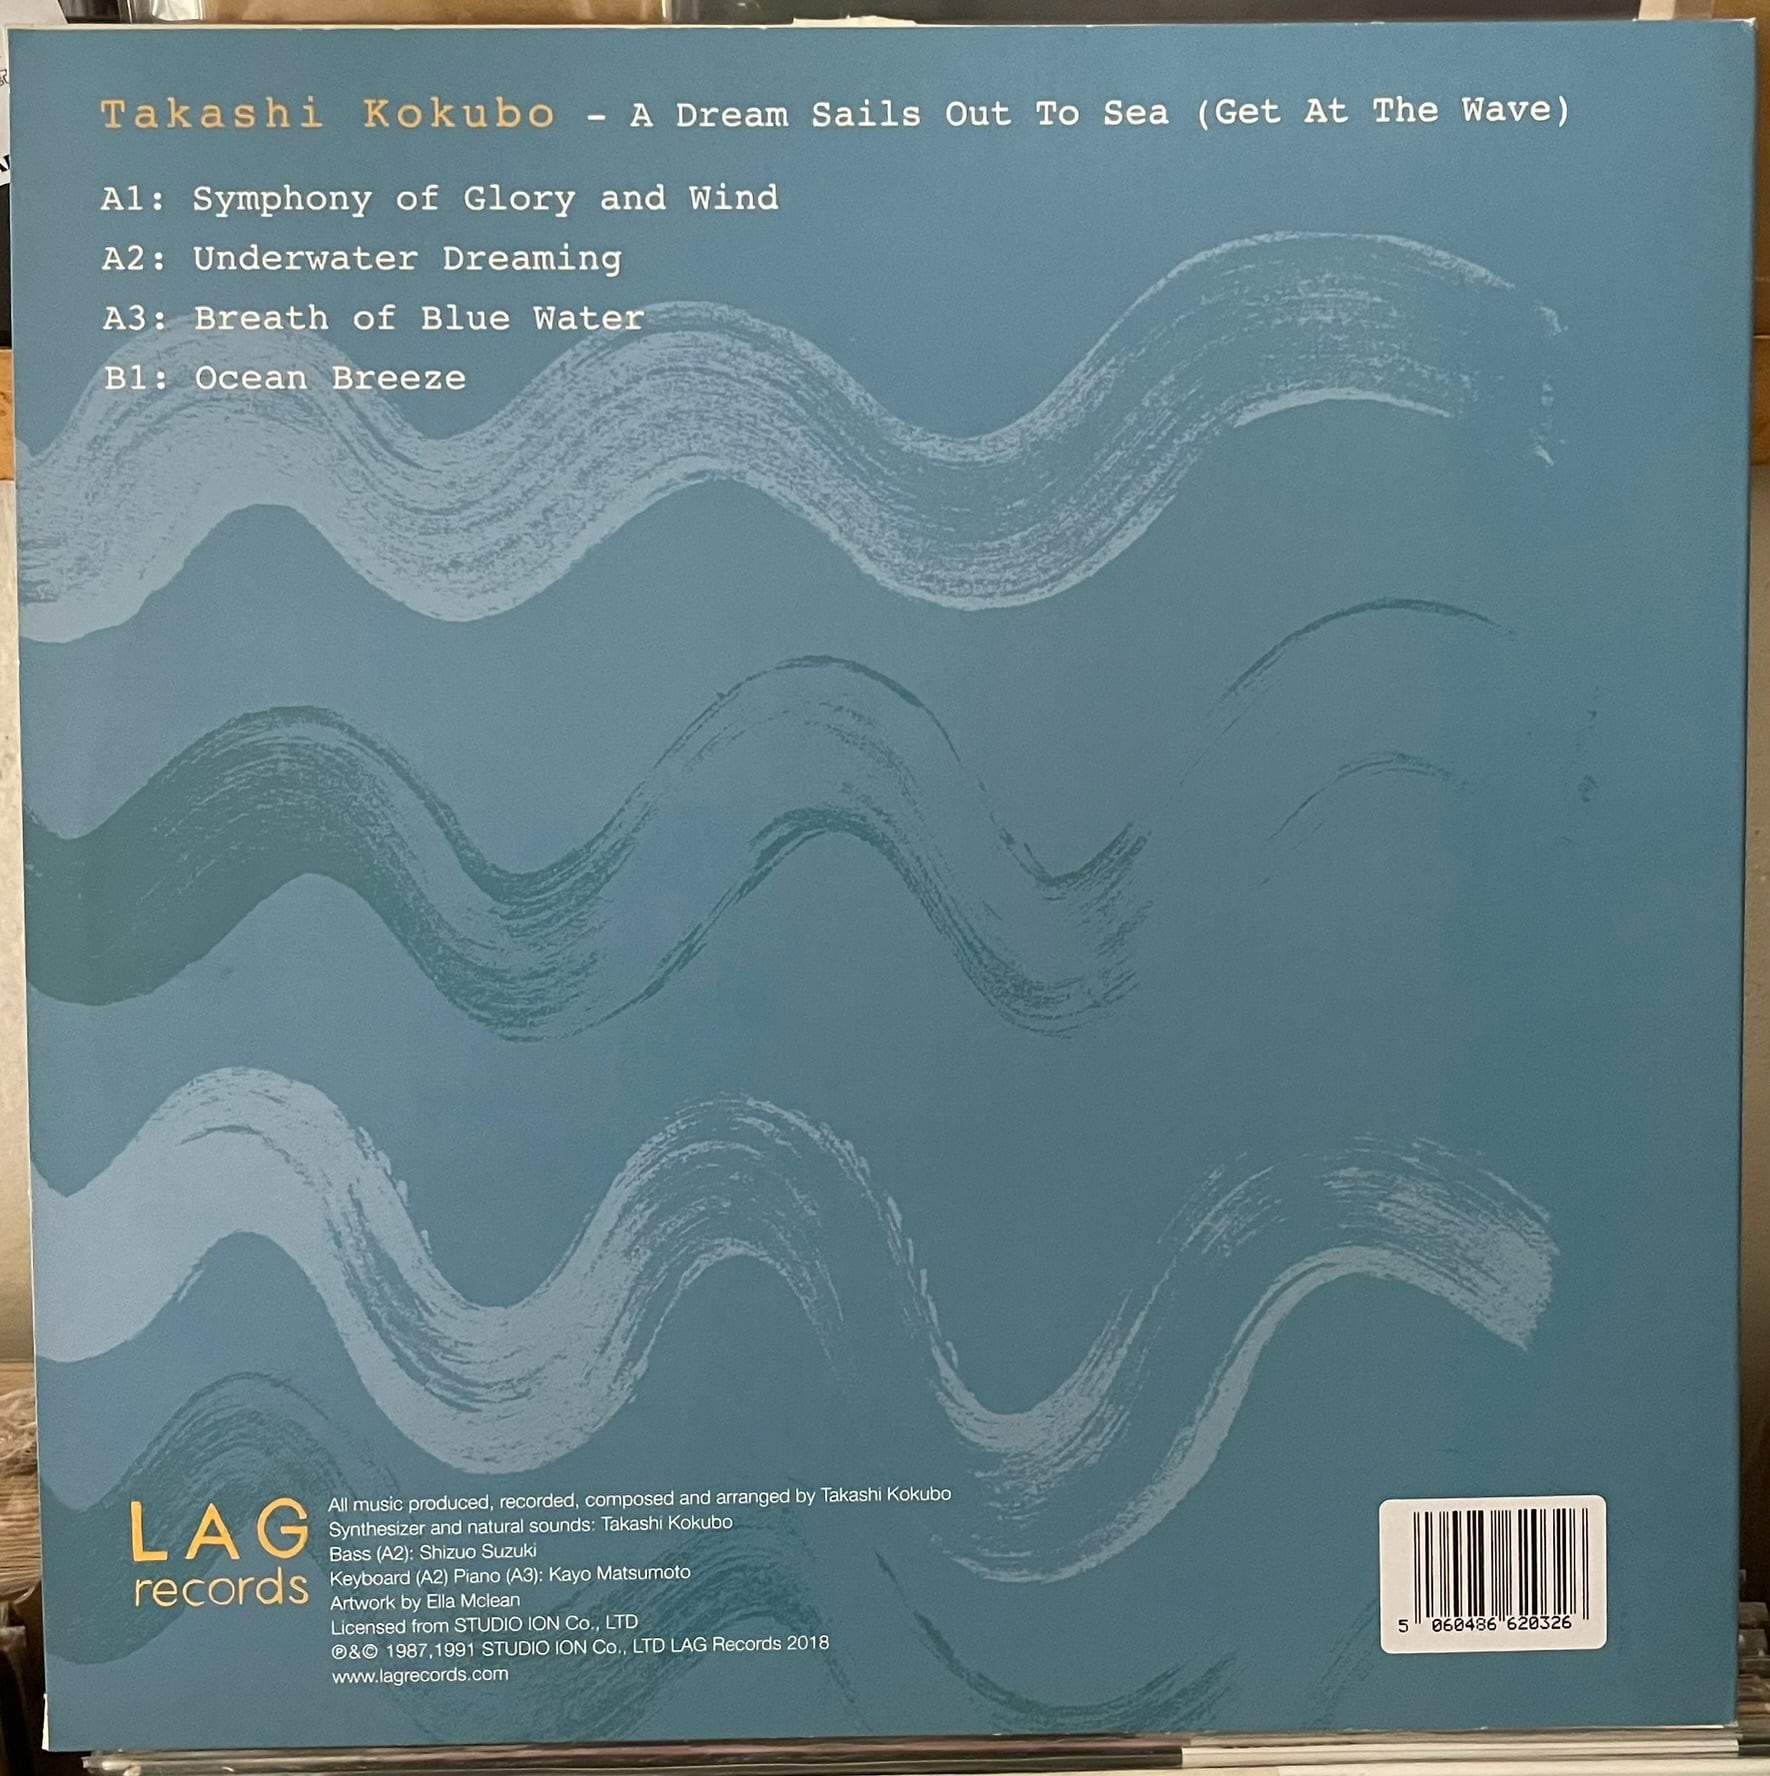 Takashi Kokubo - A Dream Sails Out To Sea (Get At The Wave)
A1: Symphony of Glory and Wind
A2: Underwater Dreaming
A3: Breath of Blue Water
B1: Ocean Breeze
LAG
records
All music produced, recorded, composed and arranged by Takashi Kokubo
Synthesizer and natural sounds: Takashi Kokubo
Bass (A2): Shizuo Suzuki
Keyboard (A2) Piano (A3): Kayo Matsumoto
Artwork by Ella Mclean
Licensed from STUDIO ION Co., LTD
℗&© 1987,1991 STUDIO ION Co., LTD LAG Records 2018
www.lagrecords.com
5 060486 620326